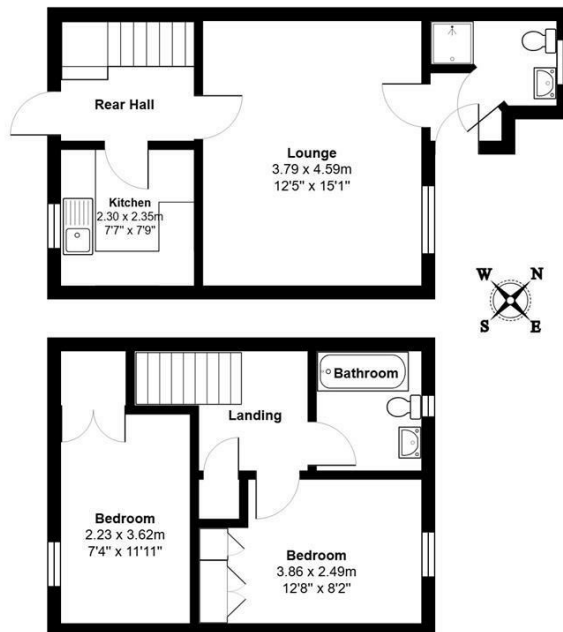 Rear Hall
Lounge
3.79 x 4.59m
12'5" x 15'1"
Kitchen
2.30 x 2.35m
7'7" x 7'9"
W N
S E
Bathroom
Landing
Bedroom
2.23 x 3.62m
7'4" x 11'11"
Bedroom
3.86 x 2.49m
12'8" x 8'2"